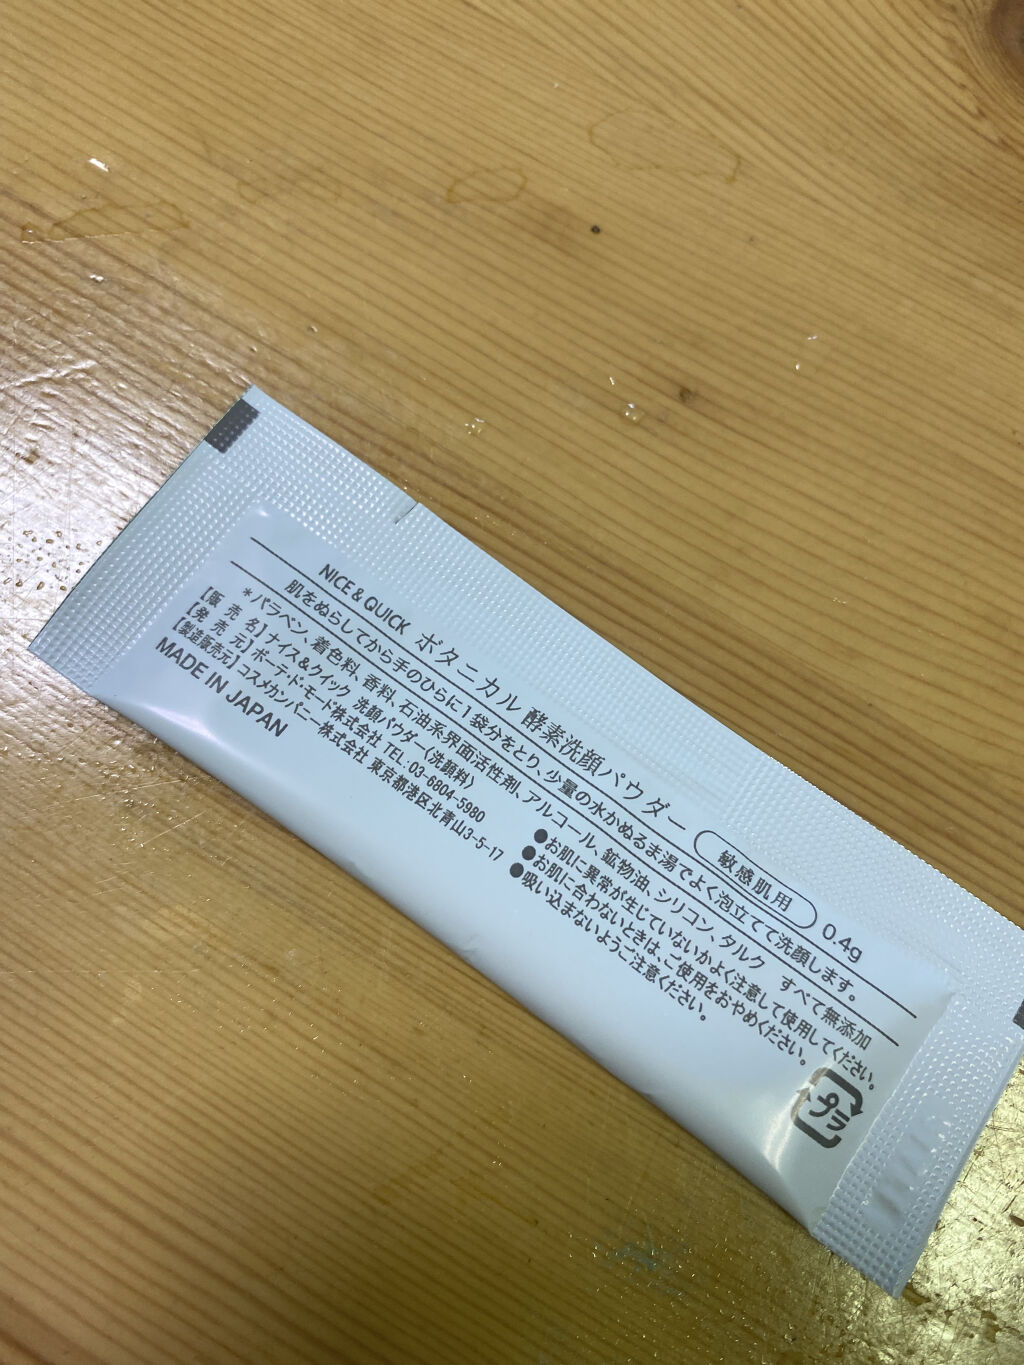 NICE & QUICK ボタニカル 酵素洗顔パウダー 敏感肌用 0.4g
肌をぬらしてから手のひらに1袋分をとり、少量の水かぬるま湯でよく泡立てて洗顔します。
*パラベン、着色料、香料、石油系界面活性剤、アルコール、鉱物油、シリコン、タルク すべて無添加
【販売名】ナイス&クイック 洗顔パウダー(洗顔料)
【発売元】ボーテ・ド・モード株式会社 TEL:03-6804-5980
【製造販売元】コスメカンパニー株式会社 東京都港区北青山3-5-17
MADE IN JAPAN
●お肌に異常が生じていないかよく注意して使用してください。
●お肌に合わないときは、ご使用をおやめください。
●吸い込まないようご注意ください。
プラ